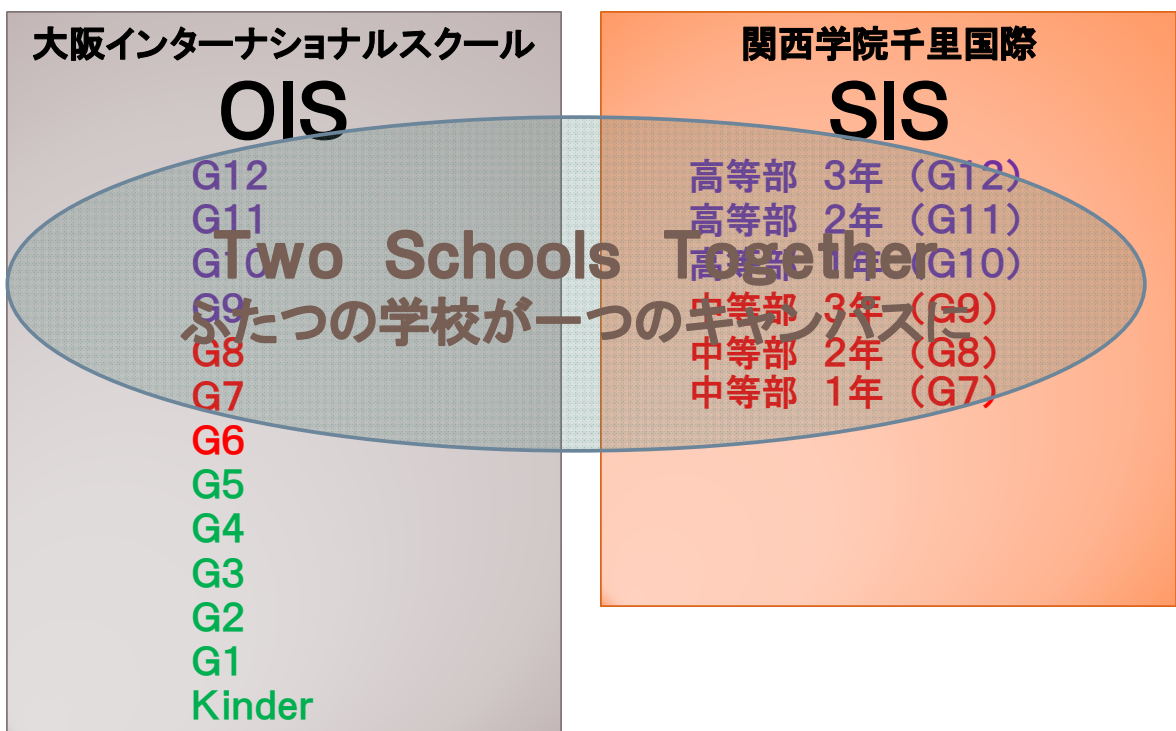 大阪インターナショナルスクール
OIS
G12
G11
G10
G9
G8
G7
G6
G5
G4
G3
G2
G1
Kinder
関西学院千里国際
SIS
高等部 3年 (G12)
高等部 2年 (G11)
高等部 1年 (G10)
中等部 3年 (G9)
中等部 2年 (G8)
中等部 1年 (G7)
Two Schools Together
ふたつの学校が一つのキャンパスに